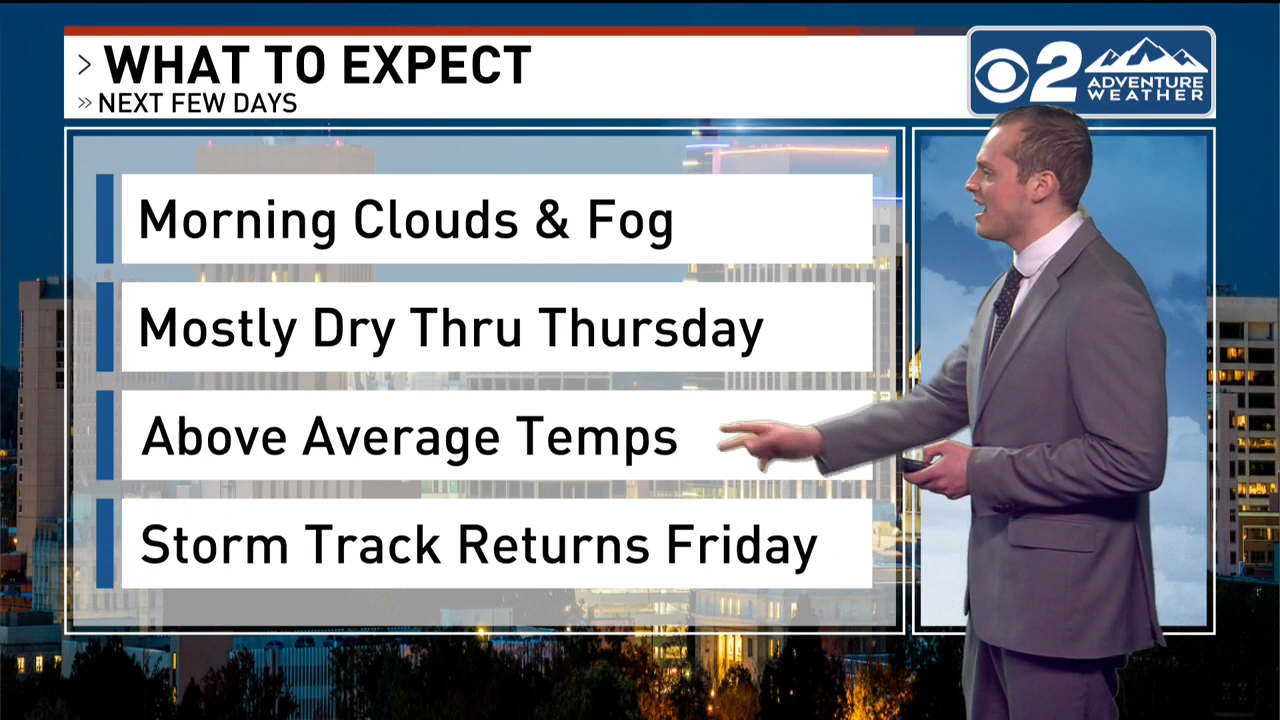 > WHAT TO EXPECT
» NEXT FEW DAYS
2 ADVENTURE
WEATHER
Morning Clouds & Fog
Mostly Dry Thru Thursday
Above Average Temps
Storm Track Returns Friday